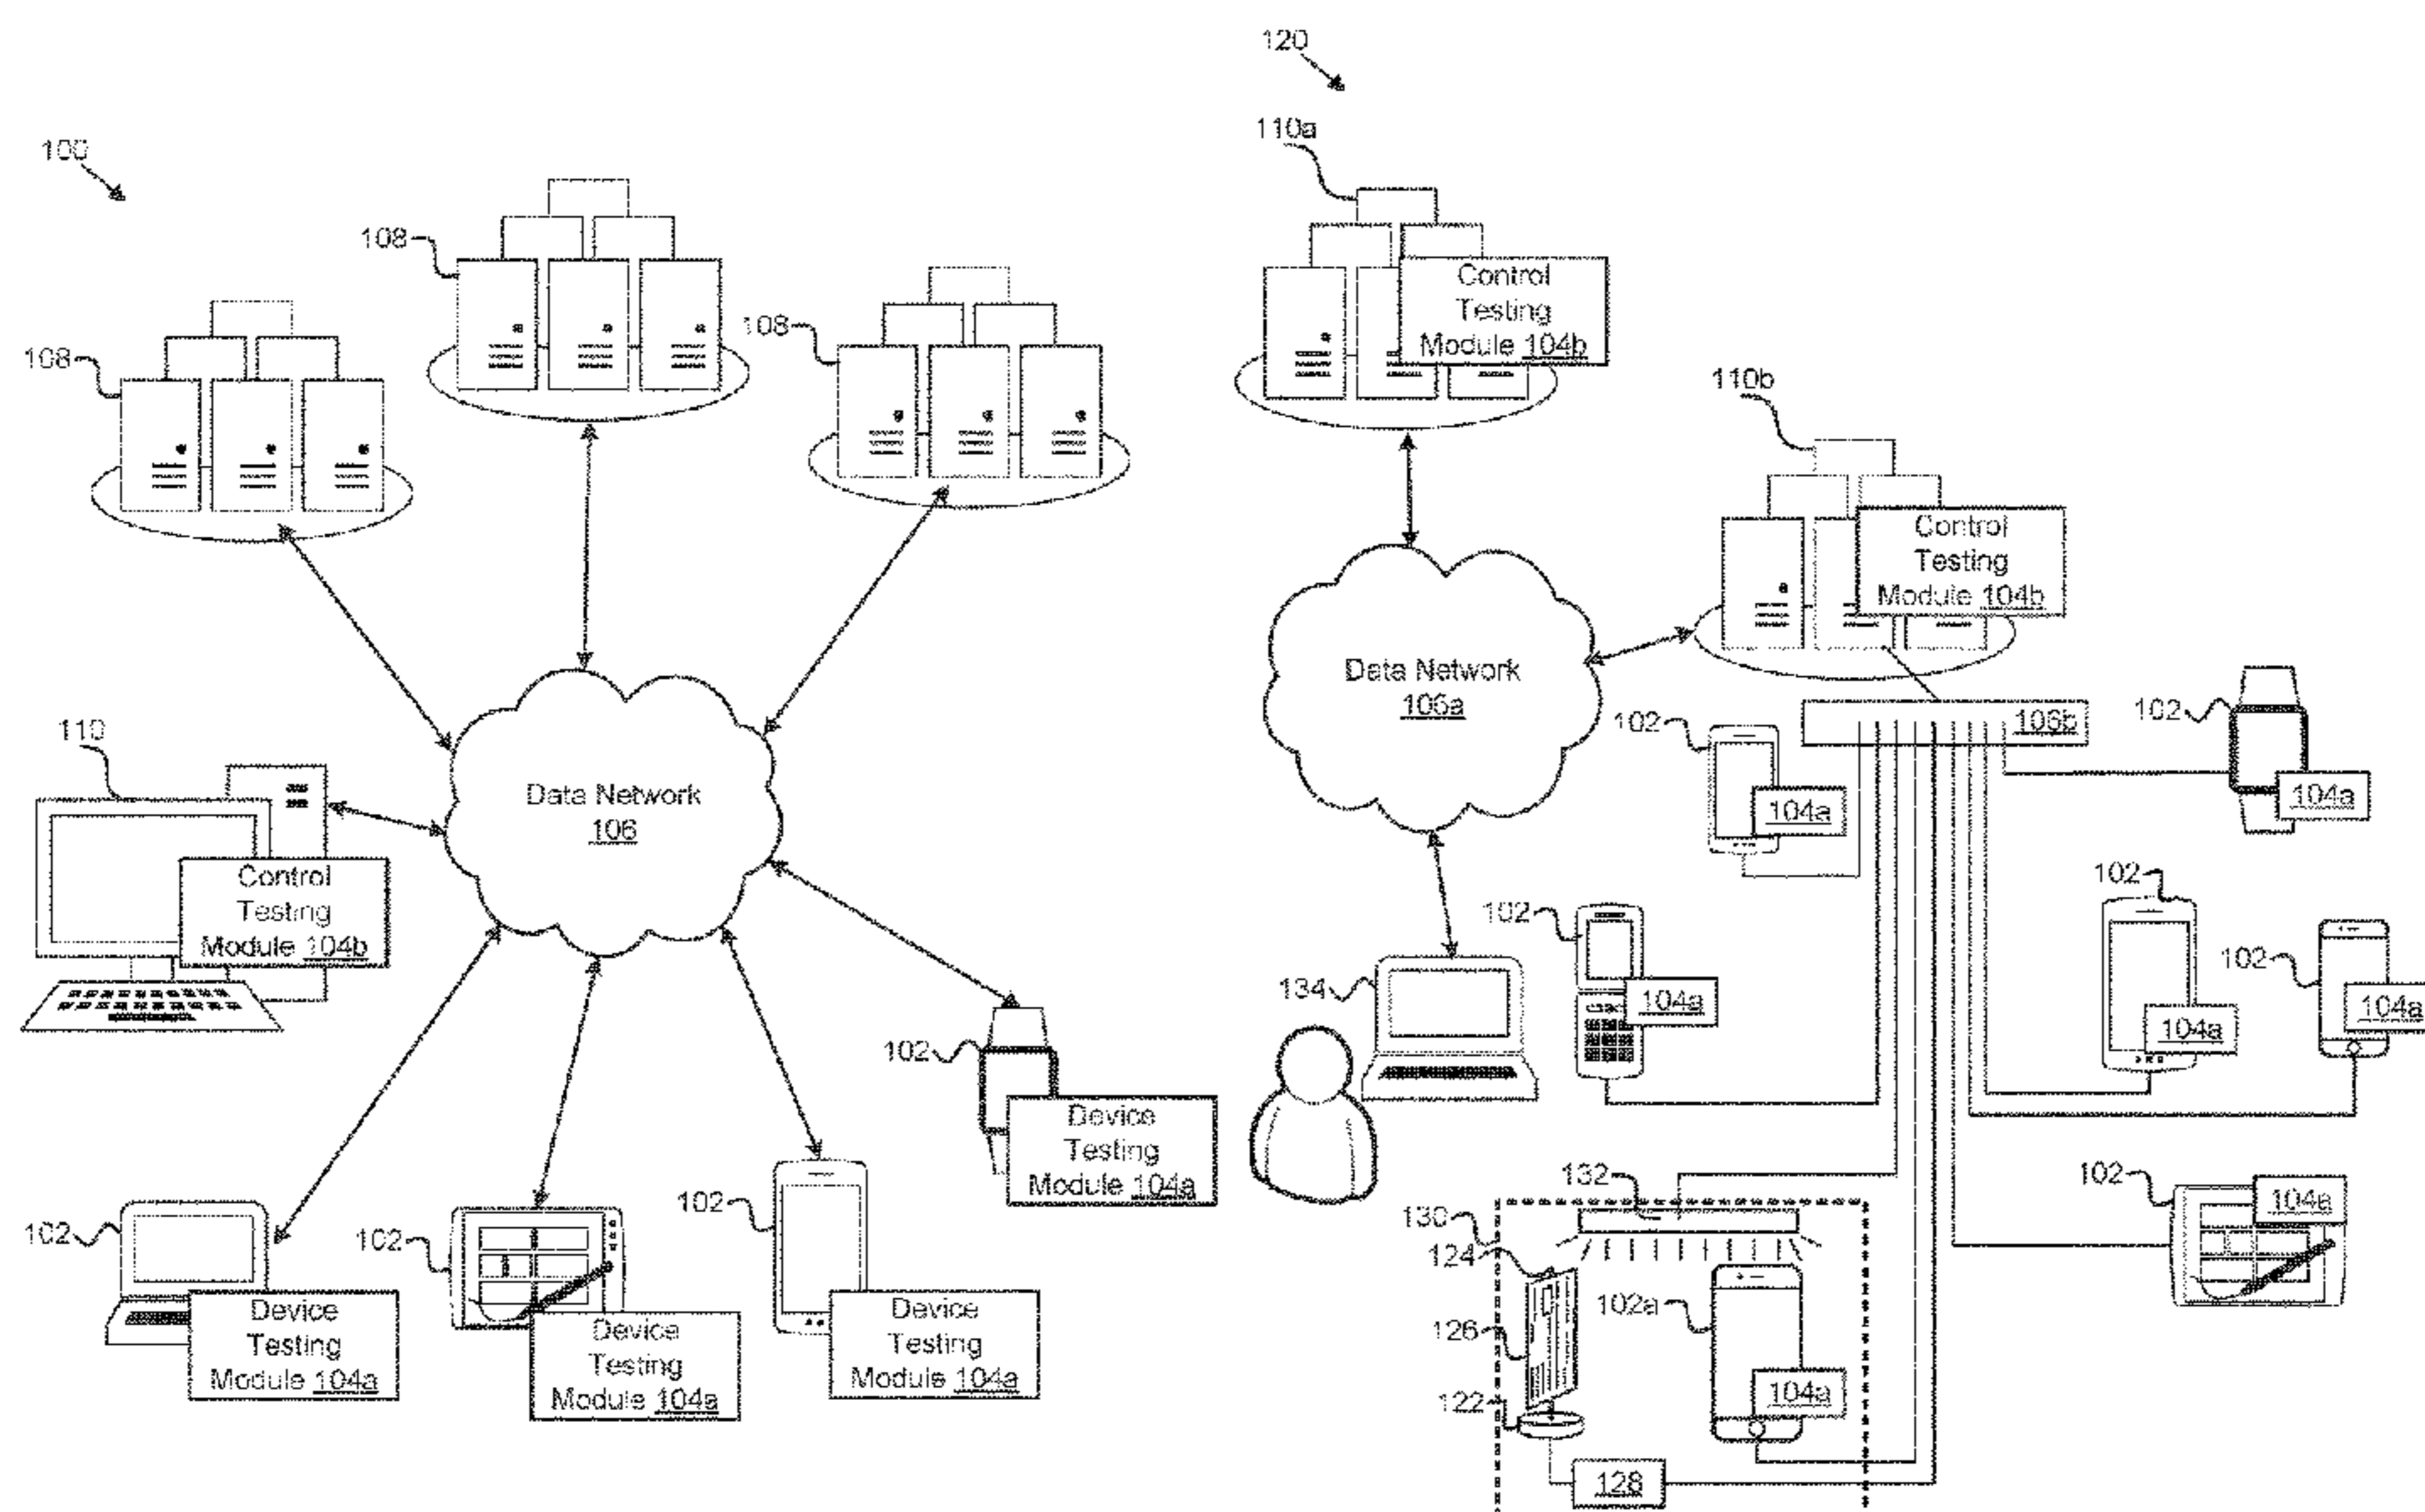 100
108
108
108
Data Network
106
110
Control
Testing
Module 104b
102
Device
Testing
Module 104a
102
Device
Testing
Module 104a
102
Device
Testing
Module 104a
102
Device
Testing
Module 104a
120
110a
Control
Testing
Module 104b
110b
Control
Testing
Module 104b
Data Network
106a
106b
102
104a
102
104a
102
104a
134
102
104a
102
104a
102
104a
132
130
124
126
122
102a
104a
128